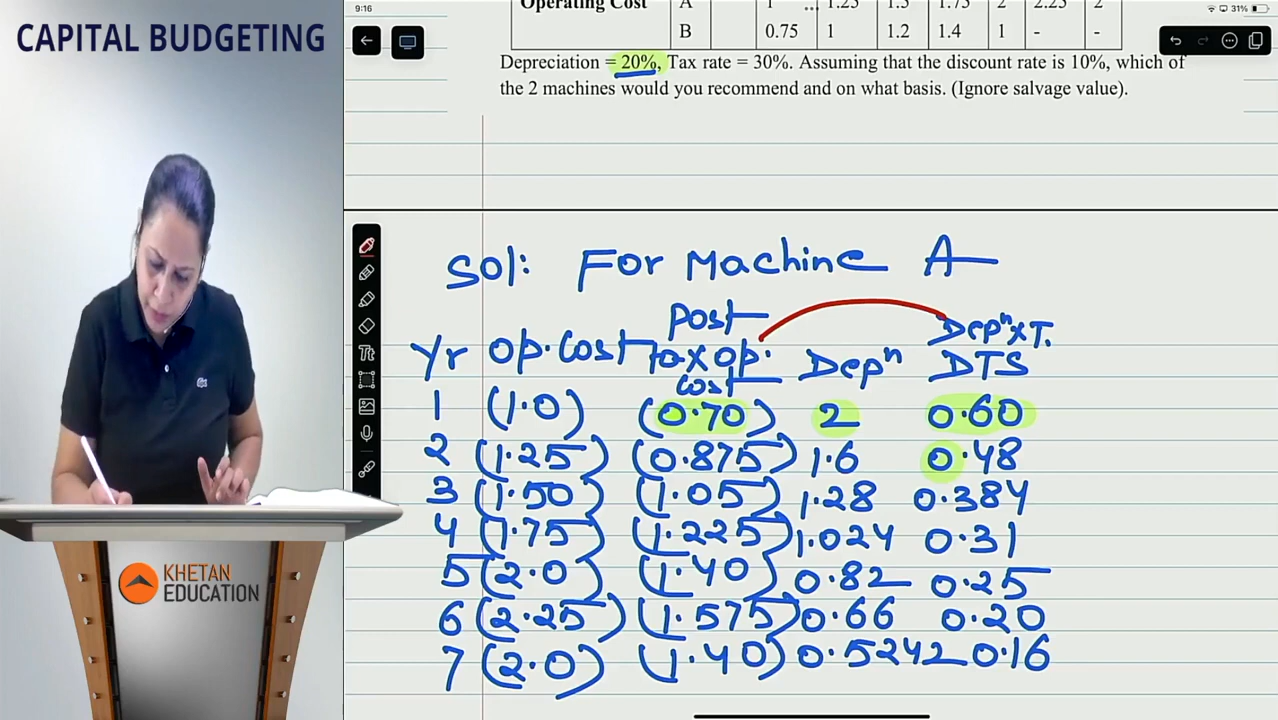 9:16
31%
CAPITAL BUDGETING
Operating Cost A 1 1.25 1.5 1.75 2 2.25 2
B 0.75 1 1.2 1.4 1 - -
Depreciation = 20%, Tax rate = 30%. Assuming that the discount rate is 10%, which of
the 2 machines would you recommend and on what basis. (Ignore salvage value).
Tt
Sol: For Machine A
Yr Op.cost Post tax op. cost Depⁿ Depⁿ x T. DTS
1 (1.0) (0.70) 2 0.60
2 (1.25) (0.875) 1.6 0.48
3 (1.50) (1.05) 1.28 0.384
4 (1.75) (1.225) 1.024 0.31
5 (2.0) (1.40) 0.82 0.25
6 (2.25) (1.575) 0.66 0.20
7 (2.0) (1.40) 0.5242 0.16
KHETAN
EDUCATION